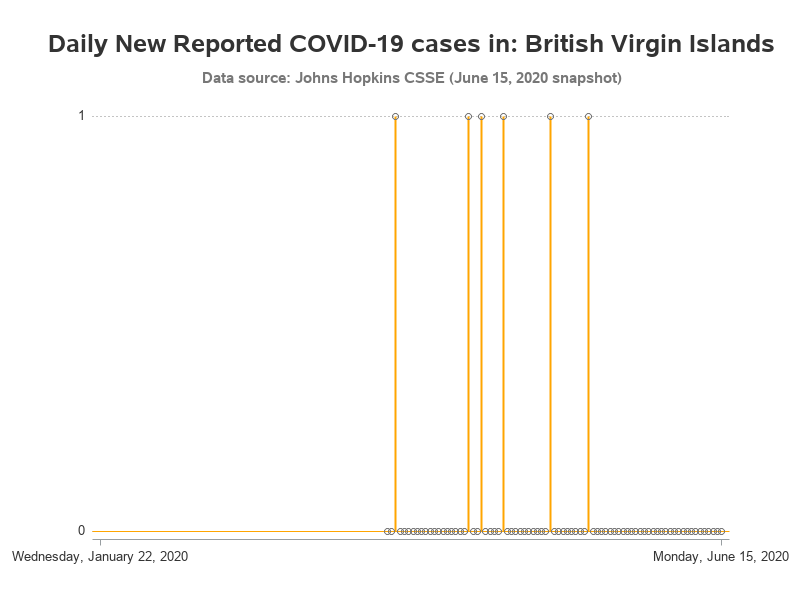 Daily New Reported COVID-19 cases in: British Virgin Islands
Data source: Johns Hopkins CSSE (June 15, 2020 snapshot)
1
0
Wednesday, January 22, 2020
Monday, June 15, 2020